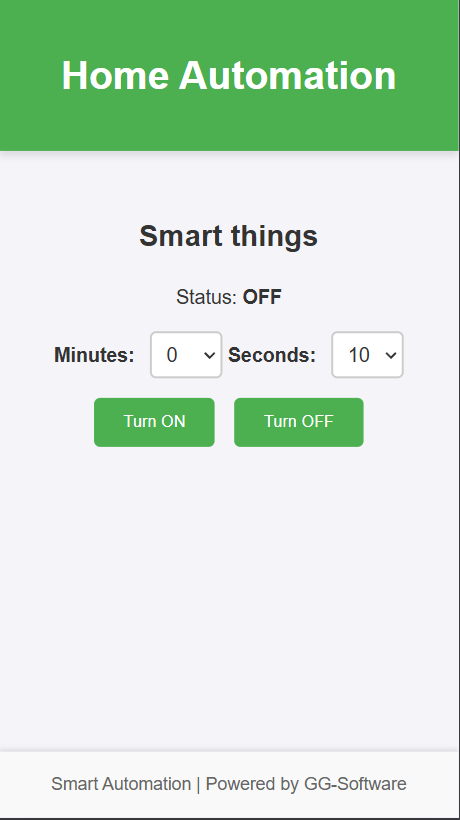 Home Automation
Smart things
Status: OFF
Minutes: 0 Seconds: 10
Turn ON Turn OFF
Smart Automation | Powered by GG-Software